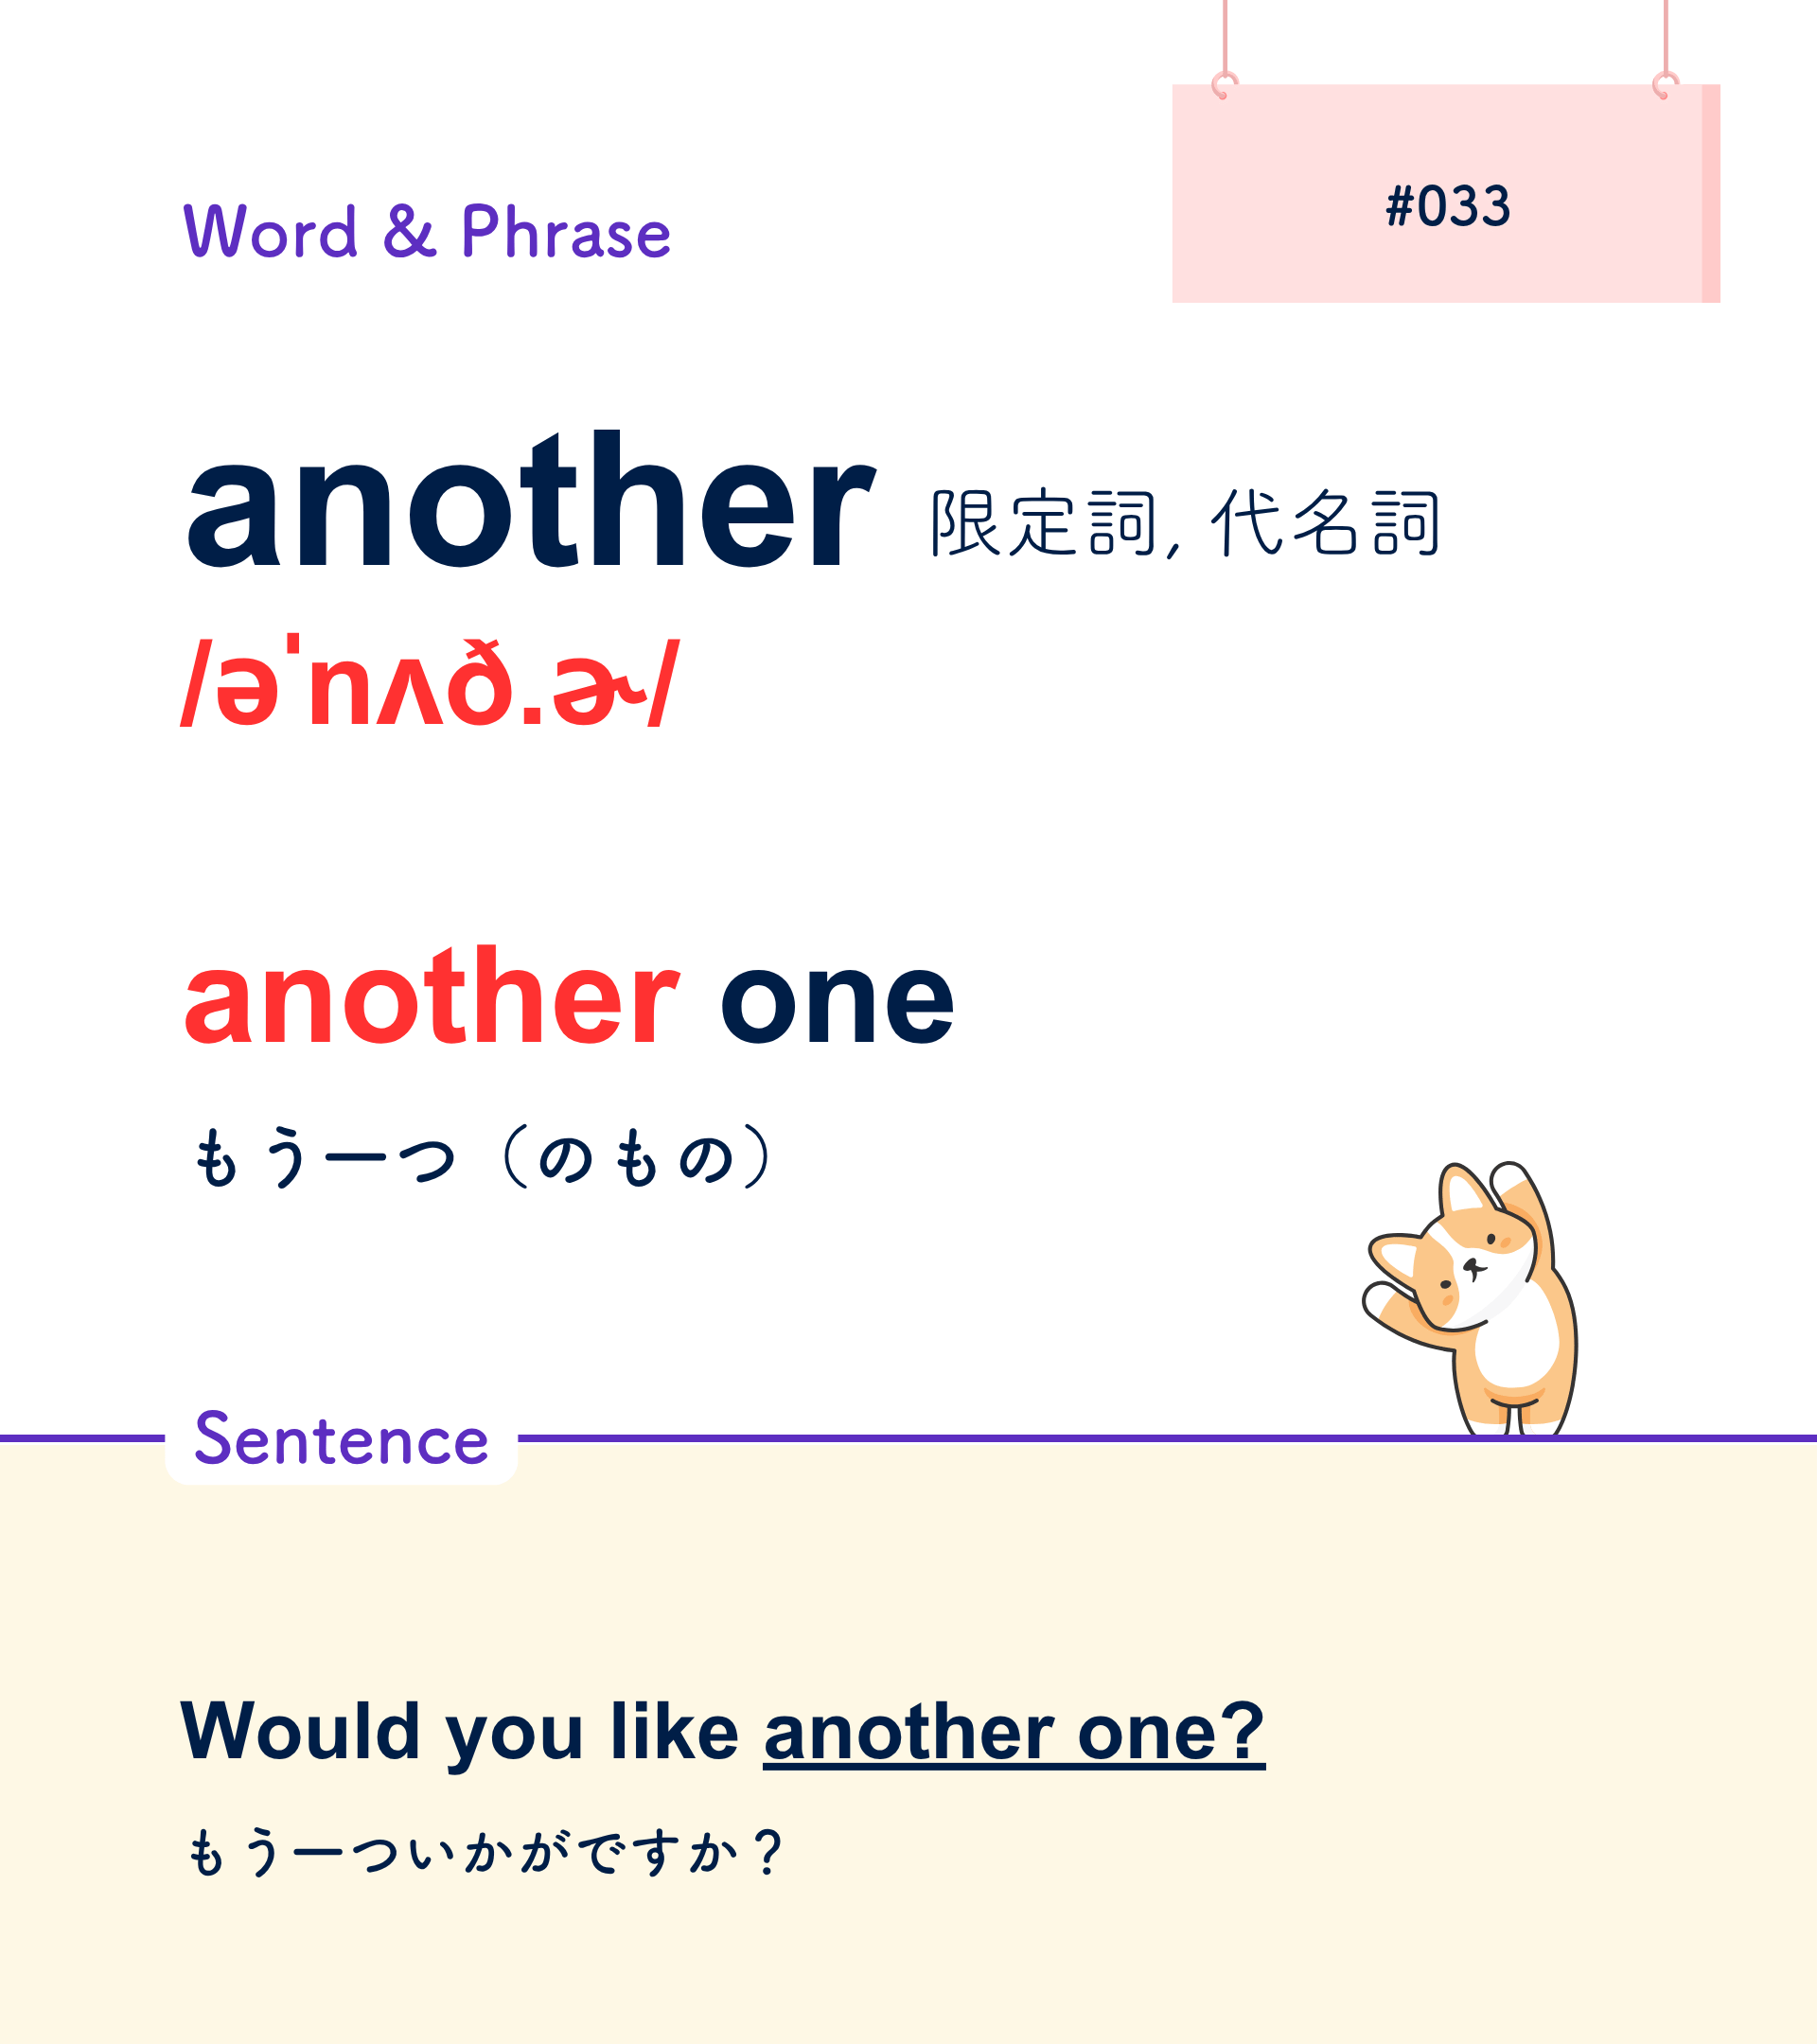 #033
Word & Phrase
another 限定詞, 代名詞
/əˈnʌð.ɚ/
another one
もう一つ（のもの）
Sentence
Would you like another one?
もう一ついかがですか？